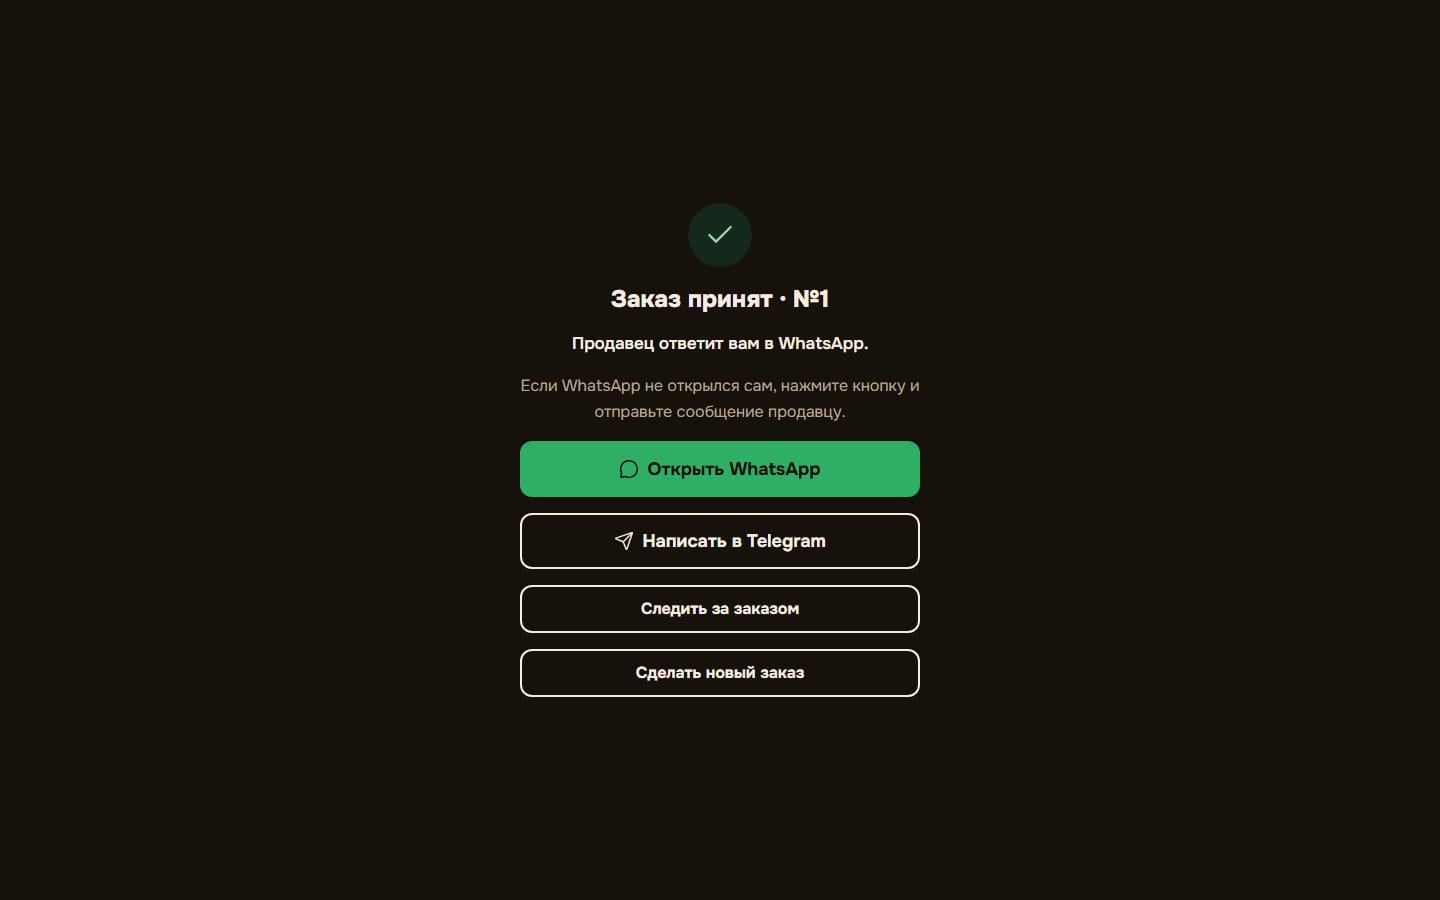 Заказ принят · №1
Продавец ответит вам в WhatsApp.
Если WhatsApp не открылся сам, нажмите кнопку и
отправьте сообщение продавцу.
Открыть WhatsApp
Написать в Telegram
Следить за заказом
Сделать новый заказ